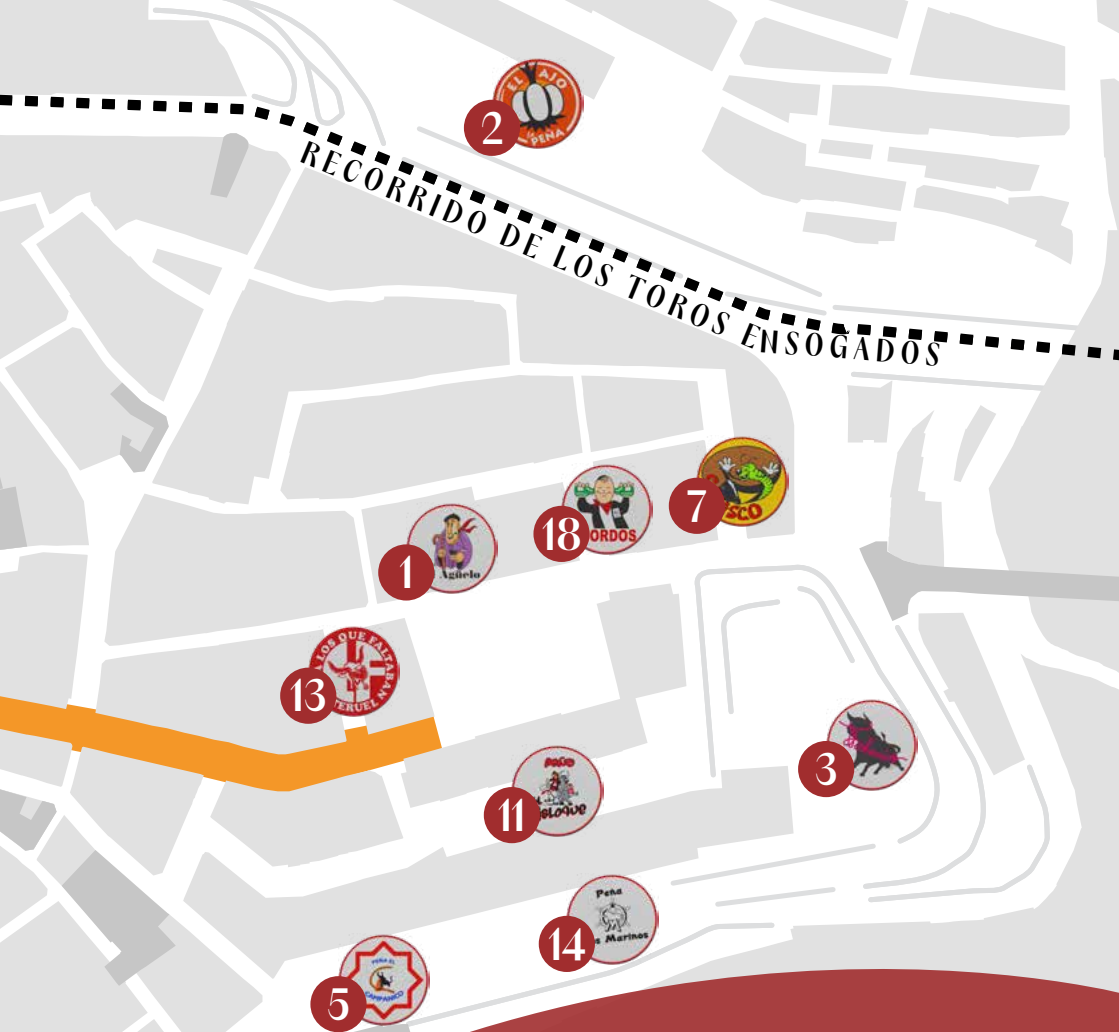 EL AJO
PEÑA
2
RECORRIDO DE LOS TOROS ENSOGADOS
7
SCO
18
ORDOS
1
Agüelo
LOS QUE FALTABAN
TERUEL
13
3
11
14
Peña
s Marinos
5
PEÑA EL
CAMPANICO